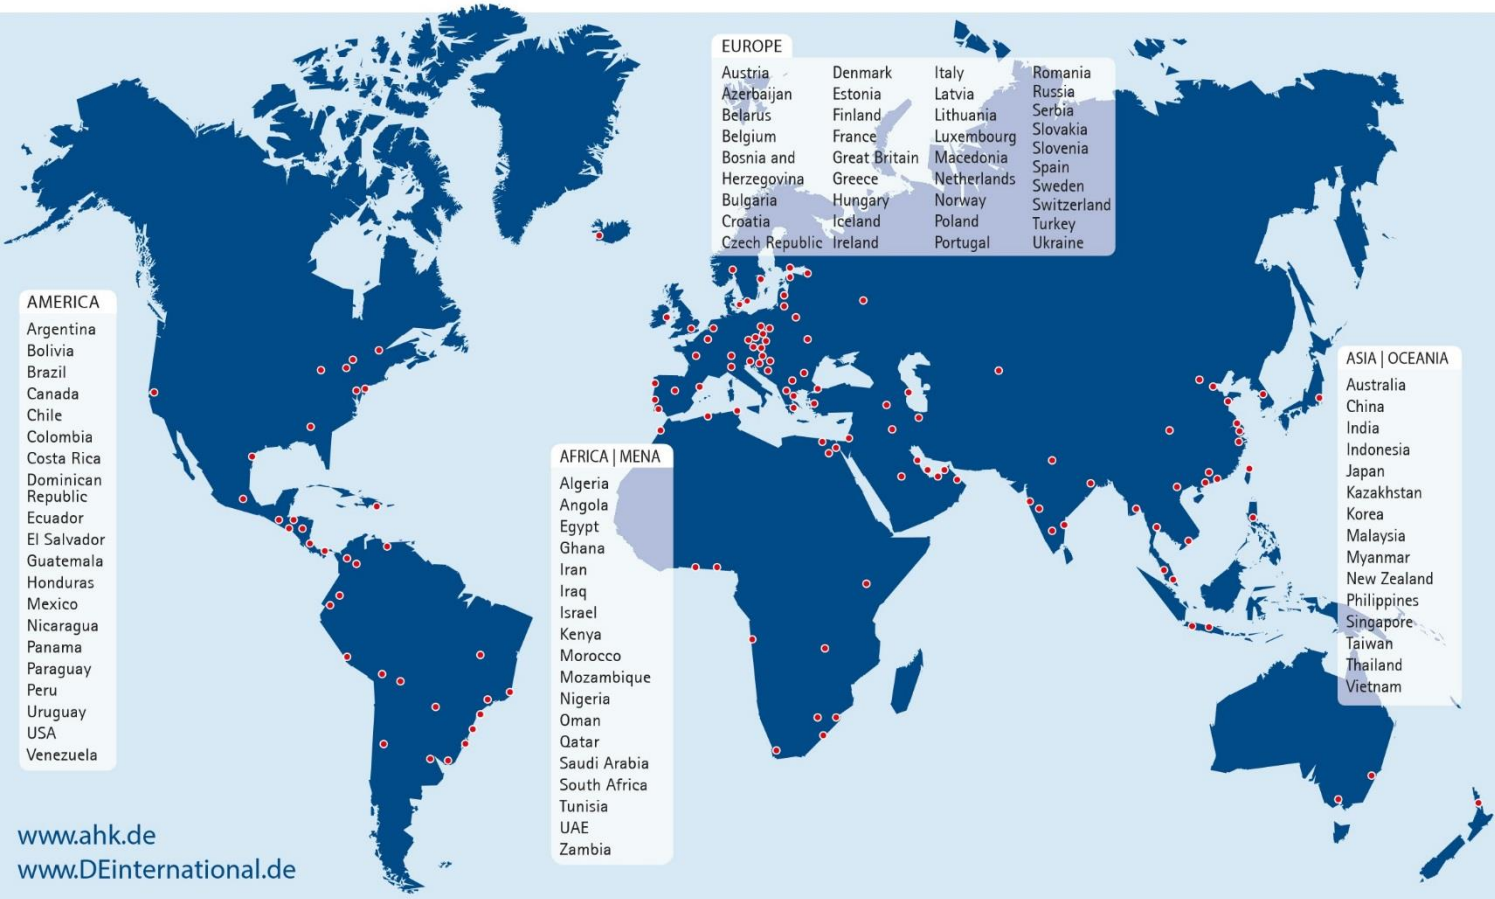 EUROPE
Austria
Azerbaijan
Belarus
Belgium
Bosnia and
Herzegovina
Bulgaria
Croatia
Czech Republic
Denmark
Estonia
Finland
France
Great Britain
Greece
Hungary
Iceland
Ireland
Italy
Latvia
Lithuania
Luxembourg
Macedonia
Netherlands
Norway
Poland
Portugal
Romania
Russia
Serbia
Slovakia
Slovenia
Spain
Sweden
Switzerland
Turkey
Ukraine
AMERICA
Argentina
Bolivia
Brazil
Canada
Chile
Colombia
Costa Rica
Dominican
Republic
Ecuador
El Salvador
Guatemala
Honduras
Mexico
Nicaragua
Panama
Paraguay
Peru
Uruguay
USA
Venezuela
AFRICA | MENA
Algeria
Angola
Egypt
Ghana
Iran
Iraq
Israel
Kenya
Morocco
Mozambique
Nigeria
Oman
Qatar
Saudi Arabia
South Africa
Tunisia
UAE
Zambia
ASIA | OCEANIA
Australia
China
India
Indonesia
Japan
Kazakhstan
Korea
Malaysia
Myanmar
New Zealand
Philippines
Singapore
Taiwan
Thailand
Vietnam
www.ahk.de
www.DEinternational.de